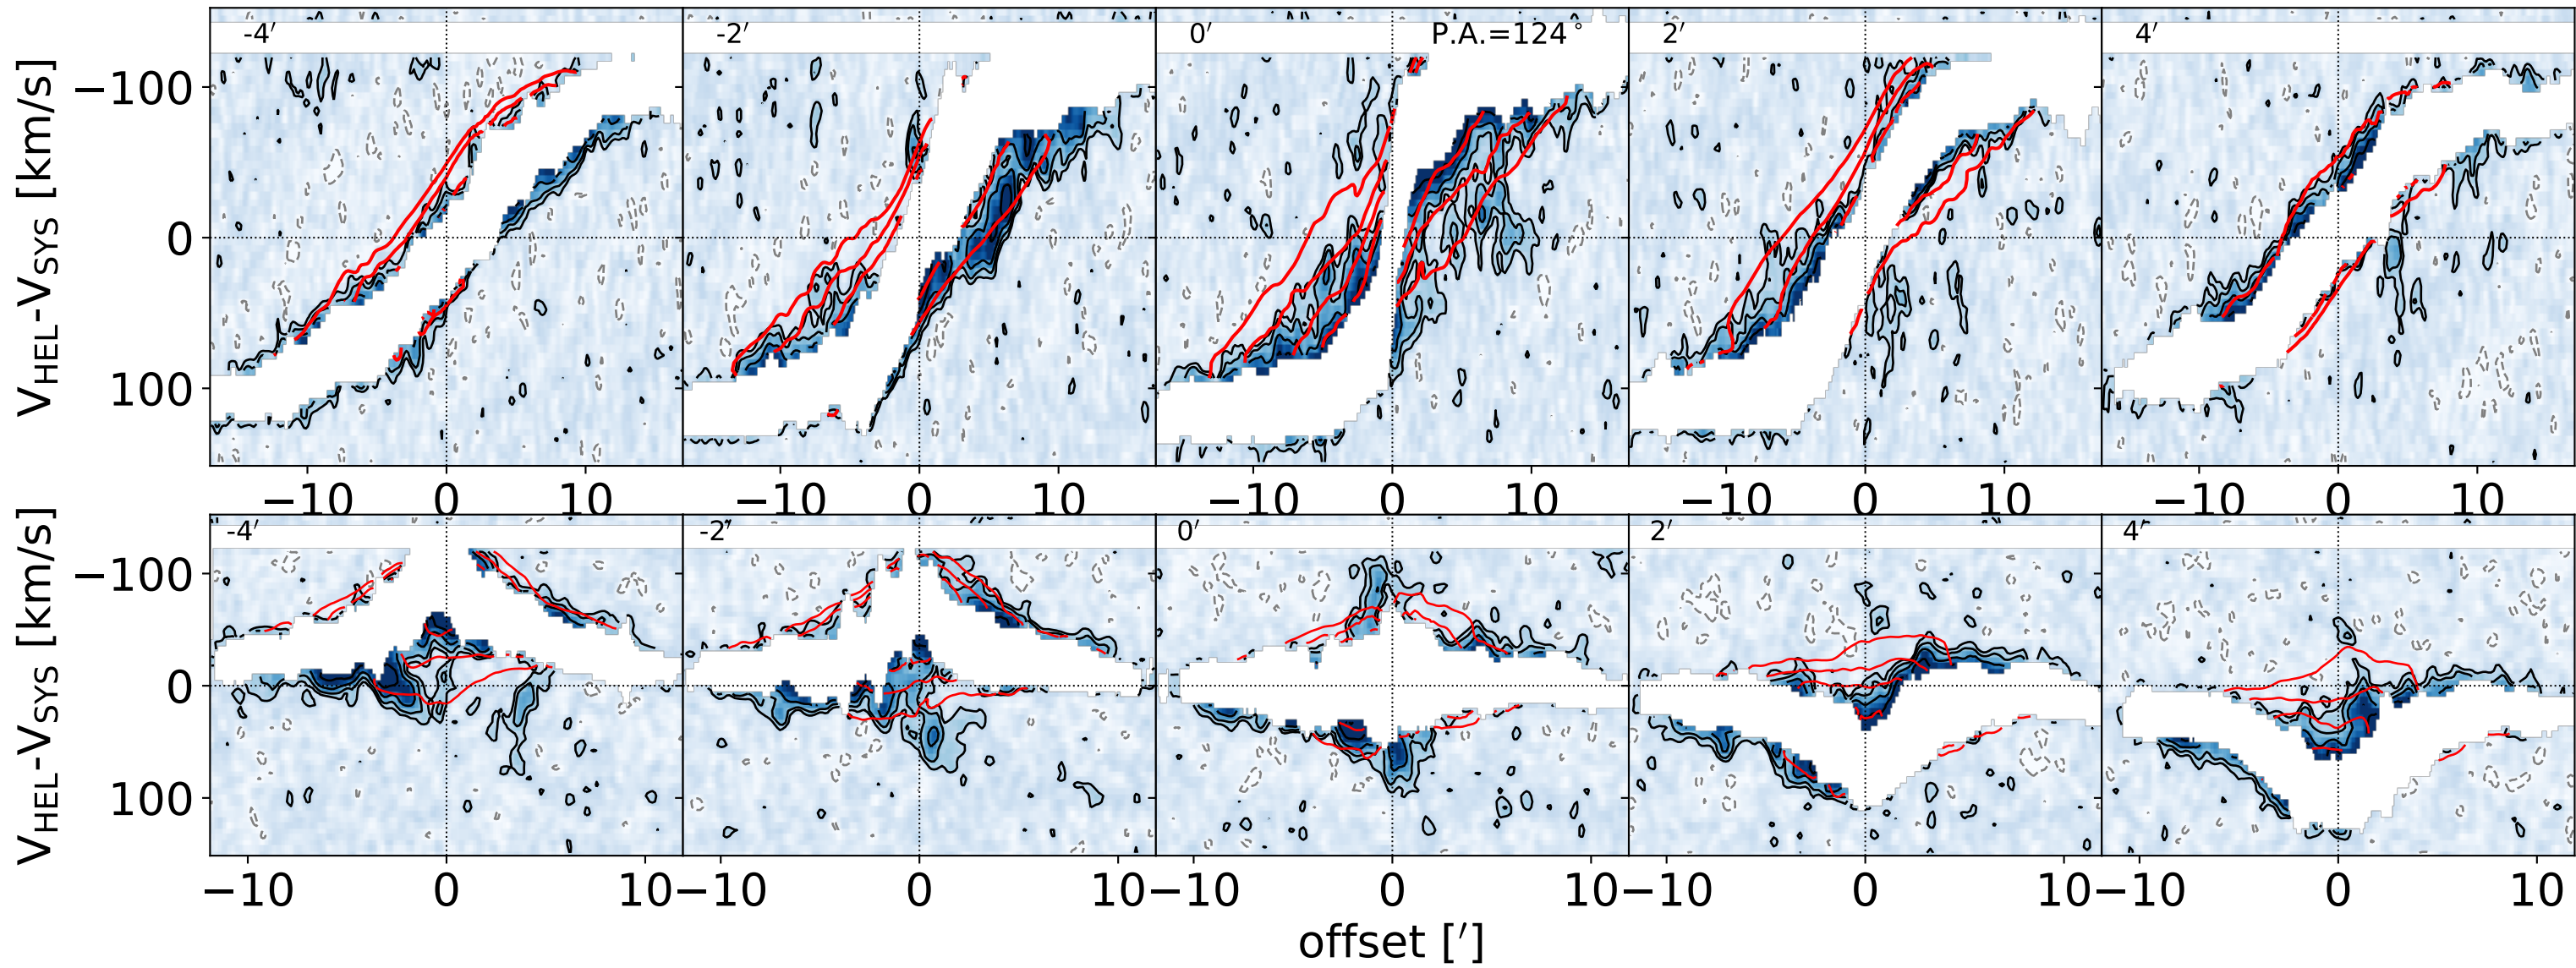 -4′ -2′ 0′ P.A.=124° 2′ 4′
V_HEL-V_SYS [km/s]
−100
0
100
−10 0 10 −10 0 10 −10 0 10 −10 0 10 −10 0 10
-4′ -2′ 0′ 2′ 4′
V_HEL-V_SYS [km/s]
−100
0
100
−10 0 10 −10 0 10 −10 0 10 −10 0 10 −10 0 10
offset [′]